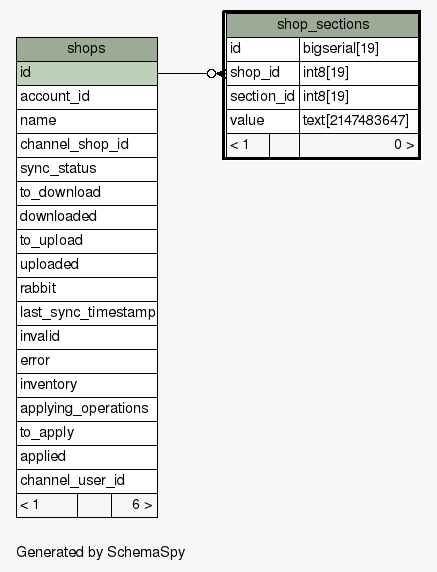 shops
id
account_id
name
channel_shop_id
sync_status
to_download
downloaded
to_upload
uploaded
rabbit
last_sync_timestamp
invalid
error
inventory
applying_operations
to_apply
applied
channel_user_id
< 1 6 >
shop_sections
id bigserial[19]
shop_id int8[19]
section_id int8[19]
value text[2147483647]
< 1 0 >
Generated by SchemaSpy